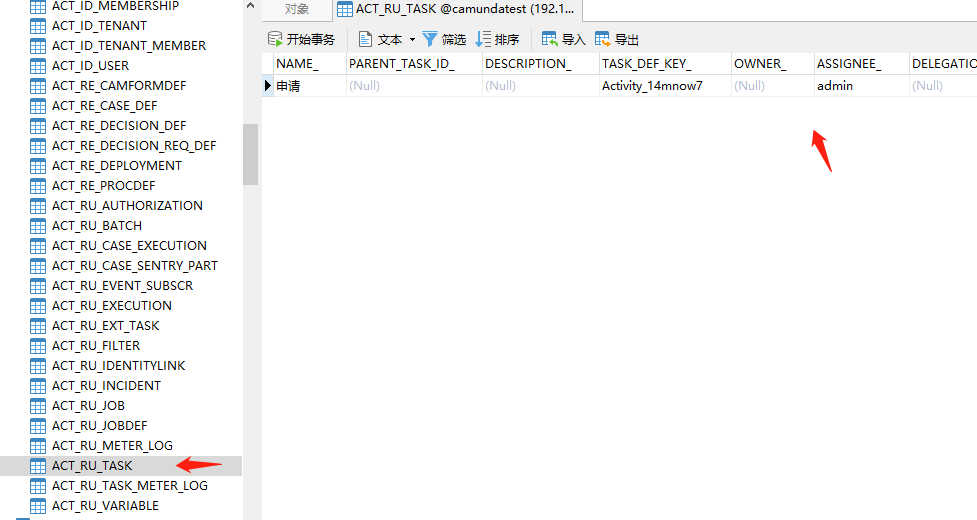 ACT_ID_MEMBERSHIP
ACT_ID_TENANT
ACT_ID_TENANT_MEMBER
ACT_ID_USER
ACT_RE_CAMFORMDEF
ACT_RE_CASE_DEF
ACT_RE_DECISION_DEF
ACT_RE_DECISION_REQ_DEF
ACT_RE_DEPLOYMENT
ACT_RE_PROCDEF
ACT_RU_AUTHORIZATION
ACT_RU_BATCH
ACT_RU_CASE_EXECUTION
ACT_RU_CASE_SENTRY_PART
ACT_RU_EVENT_SUBSCR
ACT_RU_EXECUTION
ACT_RU_EXT_TASK
ACT_RU_FILTER
ACT_RU_IDENTITYLINK
ACT_RU_INCIDENT
ACT_RU_JOB
ACT_RU_JOBDEF
ACT_RU_METER_LOG
ACT_RU_TASK
ACT_RU_TASK_METER_LOG
ACT_RU_VARIABLE
对象 ACT_RU_TASK @camundatest (192.1...
开始事务 文本 筛选 排序 导入 导出
NAME_ PARENT_TASK_ID_ DESCRIPTION_ TASK_DEF_KEY_ OWNER_ ASSIGNEE_ DELEGATIO
申请 (Null) (Null) Activity_14mnow7 (Null) admin (Null)